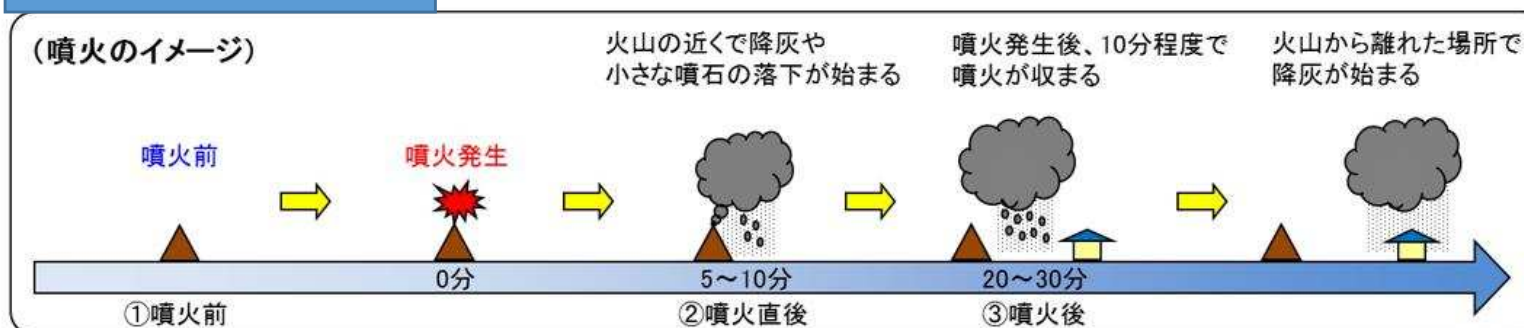 (噴火のイメージ)
火山の近くで降灰や
小さな噴石の落下が始まる
噴火発生後、10分程度で
噴火が収まる
火山から離れた場所で
降灰が始まる
噴火前
噴火発生
0分
5～10分
20～30分
①噴火前
②噴火直後
③噴火後